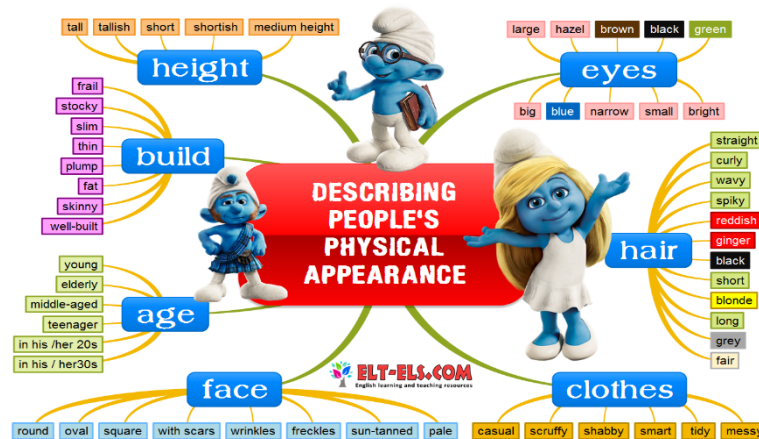 tall
tallish
short
shortish
medium height
height
large
hazel
brown
black
green
eyes
big
blue
narrow
small
bright
frail
stocky
slim
thin
plump
fat
skinny
well-built
build
DESCRIBING
PEOPLE'S
PHYSICAL
APPEARANCE
straight
curly
wavy
spiky
reddish
ginger
black
short
blonde
long
grey
fair
hair
young
elderly
middle-aged
teenager
in his /her 20s
in his / her30s
age
ELT-ELS.COM
English learning and teaching resources
face
round
oval
square
with scars
wrinkles
freckles
sun-tanned
pale
clothes
casual
scruffy
shabby
smart
tidy
messy